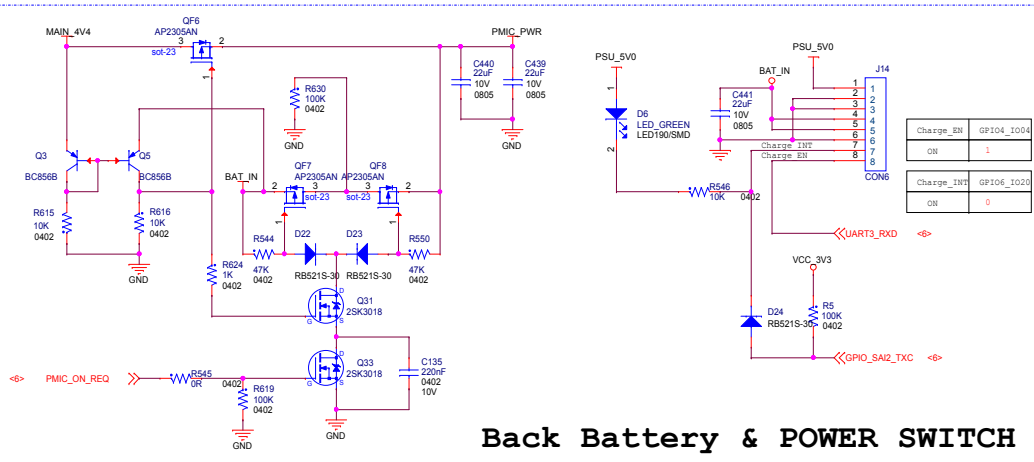 QF6
AP2305AN
MAIN_4V4
PMIC_PWR
3
2
sot-23
1
R630
100K
0402
GND
C440
22uF
10V
0805
C439
22uF
10V
0805
GND
Q3
BC856B
Q5
BC856B
R615
10K
0402
R616
10K
0402
GND
BAT_IN
QF7
AP2305AN
QF8
AP2305AN
2
3
sot-23
3
2
sot-23
1
1
R544
47K
0402
D22
RB521S-30
D23
RB521S-30
R550
47K
0402
R624
1K
0402
Q31
2SK3018
D
G
S
Q33
2SK3018
D
G
S
C135
220nF
0402
10V
<6>
PMIC_ON_REQ
R545
0R
0402
R619
100K
0402
GND
GND
PSU_5V0
1
D6
LED_GREEN
LED190/SMD
2
PSU_5V0
BAT_IN
J14
C441
22uF
10V
0805
GND
1 1
2 2
3 3
4 4
5 5
6 6
7 7
8 8
Charge INT
Charge EN
CON6
R546
10K
0402
UART3_RXD <6>
VCC_3V3
D24
RB521S-30
R5
100K
0402
GPIO_SAI2_TXC <6>
Charge_EN GPIO4_IO04
ON 1
Charge_INT GPIO6_IO20
ON 0
Back Battery & POWER SWITCH